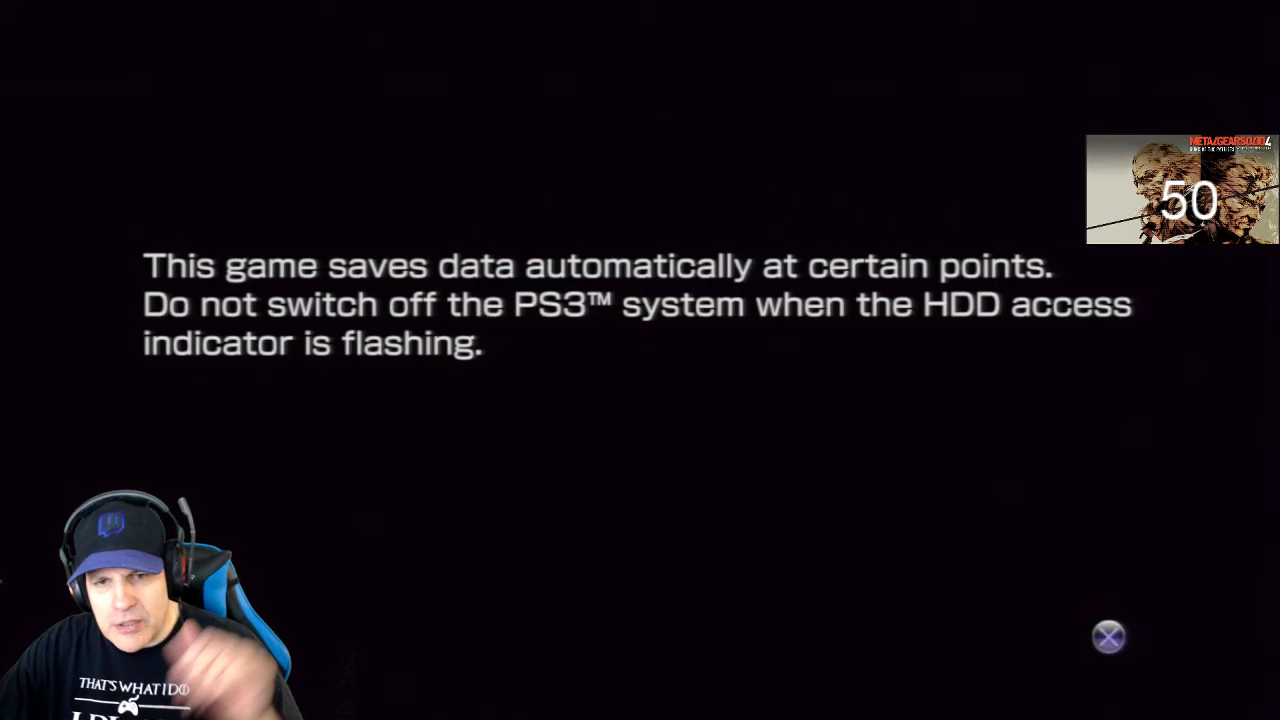 METAL GEAR SOLID 4
50
This game saves data automatically at certain points.
Do not switch off the PS3™ system when the HDD access
indicator is flashing.
THAT'S WHAT I DO